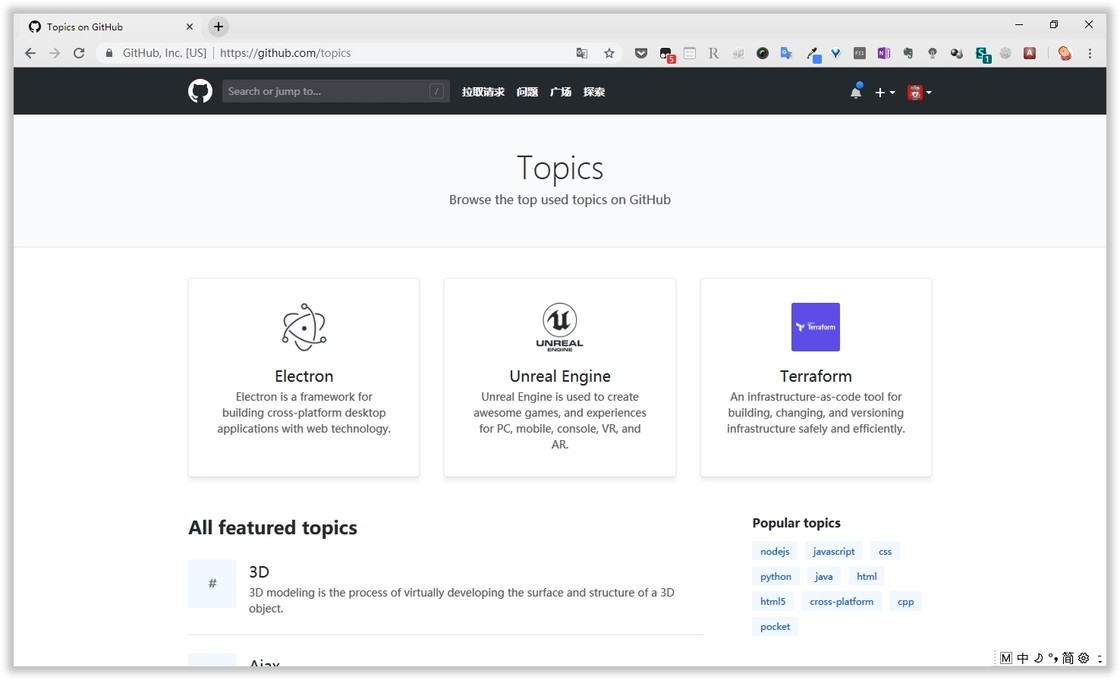 Topics on GitHub
GitHub, Inc. [US] | https://github.com/topics
5
R
F11
N
S
1
A
Search or jump to... /
拉取请求 问题 广场 探索
Topics
Browse the top used topics on GitHub
UNREAL
ENGINE
Terraform
Electron
Electron is a framework for
building cross-platform desktop
applications with web technology.
Unreal Engine
Unreal Engine is used to create
awesome games, and experiences
for PC, mobile, console, VR, and
AR.
Terraform
An infrastructure-as-code tool for
building, changing, and versioning
infrastructure safely and efficiently.
All featured topics
#
3D
3D modeling is the process of virtually developing the surface and structure of a 3D
object.
Ajax
Popular topics
nodejs javascript css
python java html
html5 cross-platform cpp
pocket
M 中 简